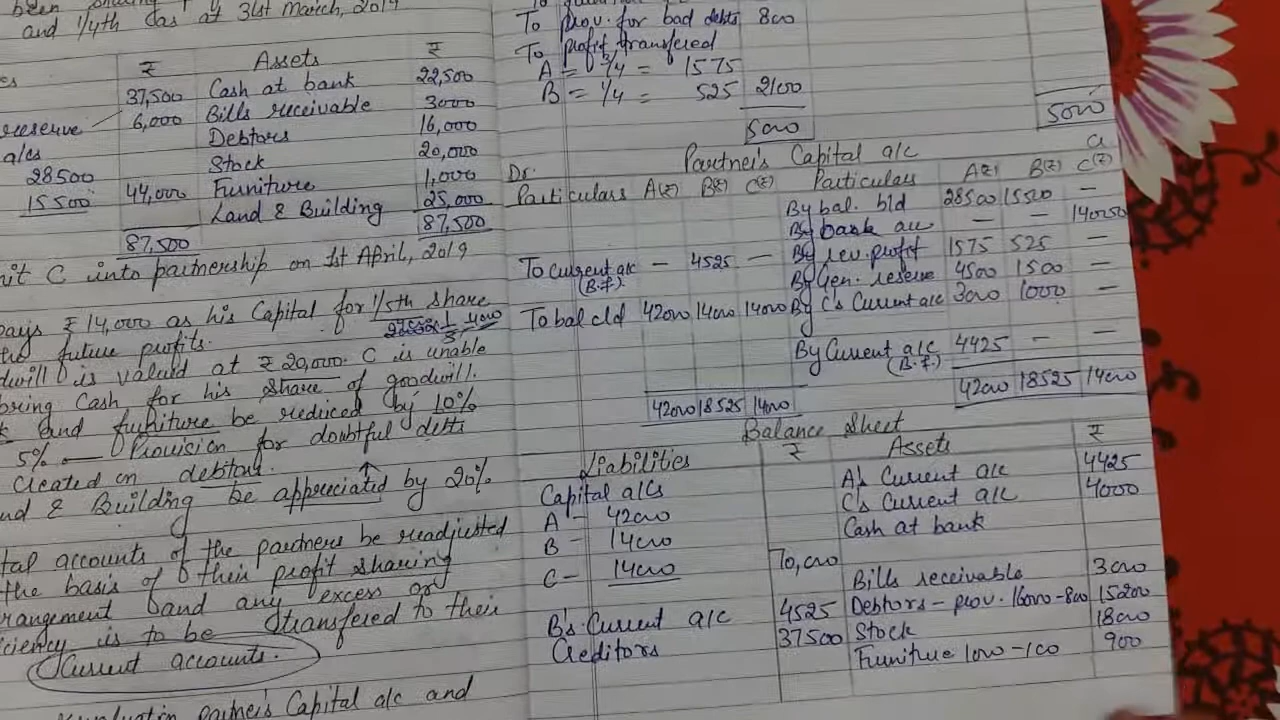 been sharing
and 1/4th as at 31st March, 2019
₹ Assets ₹
37,500 Cash at bank 22,500
reserve 6,000 Bills receivable 3000
a/cs Debtors 16,000
28500 Stock 20,000
15500 44,000 Furniture 1,000
Land & Building 25,000
87,500 87,500
mit C into partnership on 1st April, 2019
pays ₹ 14,000 as his Capital for 1/5th share
the future profits.
dwill is valued at ₹ 20,000. C is unable
bring Cash for his share of goodwill.
k and furniture be reduced by 10%
5% — Provision for doubtful debts
created on debtors.
nd & Building be appreciated by 20%
tal accounts of the partners be readjusted
the basis of their profit sharing
rangement and any excess or
ciency is to be transfered to their
Current accounts.
Partner's Capital a/c and
To prov. for bad debts 800
To profit transfered
A = 3/4 = 1575
B = 1/4 = 525 2100
5000 5000
Partner's Capital a/c
Dr. Cr
Particulars A(₹) B(₹) C(₹) Particulars A(₹) B(₹) C(₹)
By bal. b/d 28500 15500 —
By bank a/c — — 14000
By rev. profit 1575 525 —
To current a/c — 4525 — By Gen. reserve 4500 1500 —
(B.f.)
To bal c/d 42000 14000 14000 By C's Current a/c 3000 1000 —
By Current a/c 4425 — —
(B.f.)
42000 18525 14000 42000 18525 14000
Balance Sheet
Liabilities ₹ Assets ₹
Capital a/cs A's Current a/c 4425
A — 42000 C's Current a/c 4000
B — 14000 Cash at bank
C — 14000 70,000 Bills receivable 3000
B's Current a/c 4525 Debtors - prov. 16000-800 15200
Creditors 37500 Stock 18000
Furniture 1000-100 900